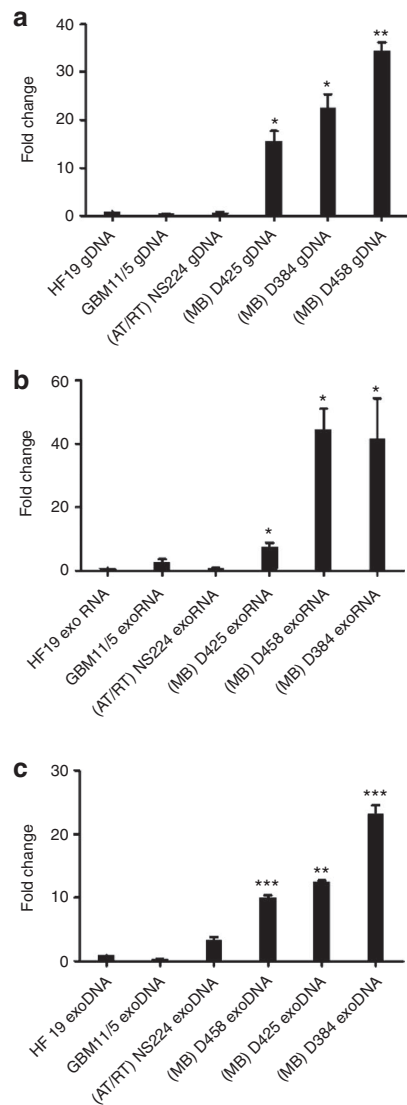 a
Fold change
40
30
20
10
0
*
*
**
HF19 gDNA
GBM11/5 gDNA
(AT/RT) NS224 gDNA
(MB) D425 gDNA
(MB) D384 gDNA
(MB) D458 gDNA
b
Fold change
60
40
20
0
*
*
*
HF19 exo RNA
GBM11/5 exoRNA
(AT/RT) NS224 exoRNA
(MB) D425 exoRNA
(MB) D458 exoRNA
(MB) D384 exoRNA
c
Fold change
30
20
10
0
***
**
***
HF 19 exoDNA
GBM11/5 exoDNA
(AT/RT) NS224 exoDNA
(MB) D458 exoDNA
(MB) D425 exoDNA
(MB) D384 exoDNA